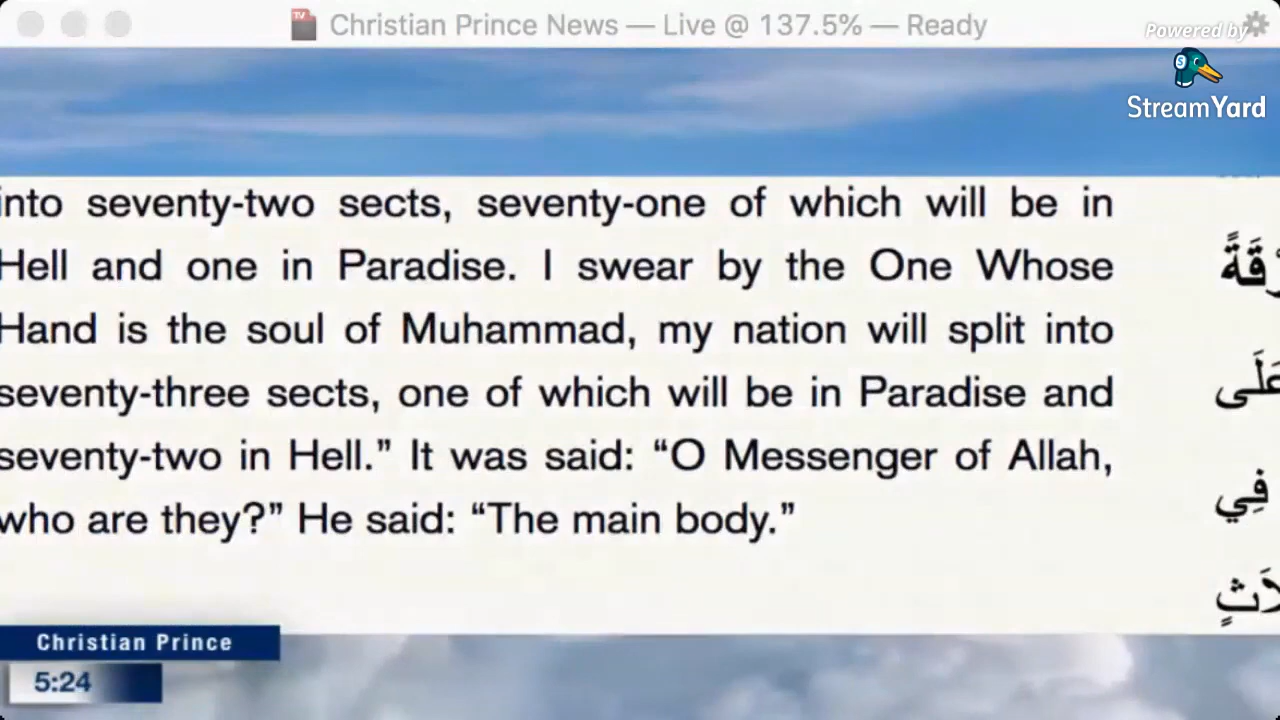 Christian Prince News — Live @ 137.5% — Ready
Powered by
StreamYard
into seventy-two sects, seventy-one of which will be in
Hell and one in Paradise. I swear by the One Whose
Hand is the soul of Muhammad, my nation will split into
seventy-three sects, one of which will be in Paradise and
seventy-two in Hell.” It was said: “O Messenger of Allah,
who are they?” He said: “The main body.”
فِي
Christian Prince
5:24